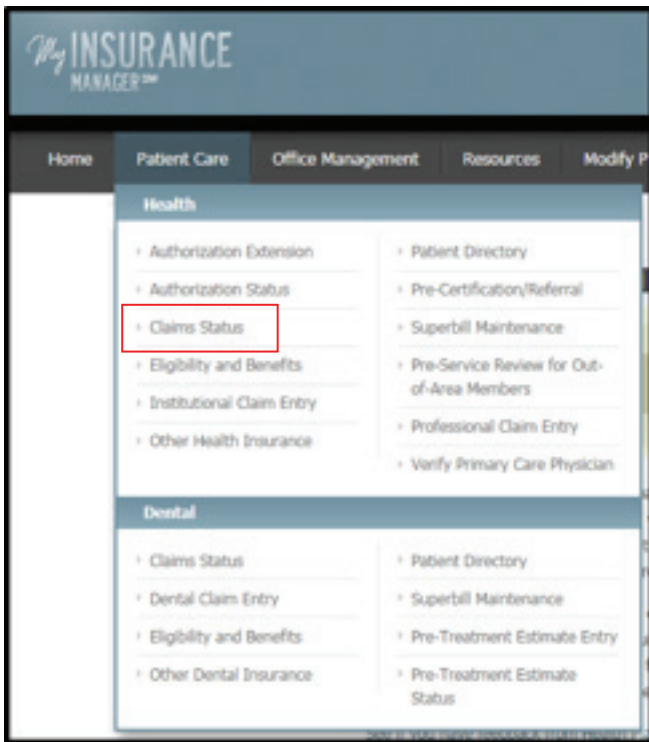 My INSURANCE
MANAGER℠
Home Patient Care Office Management Resources Modify P
Health
Authorization Extension
Authorization Status
Claims Status
Eligibility and Benefits
Institutional Claim Entry
Other Health Insurance
Patient Directory
Pre-Certification/Referral
Superbill Maintenance
Pre-Service Review for Out-
of-Area Members
Professional Claim Entry
Verify Primary Care Physician
Dental
Claims Status
Dental Claim Entry
Eligibility and Benefits
Other Dental Insurance
Patient Directory
Superbill Maintenance
Pre-Treatment Estimate Entry
Pre-Treatment Estimate
Status